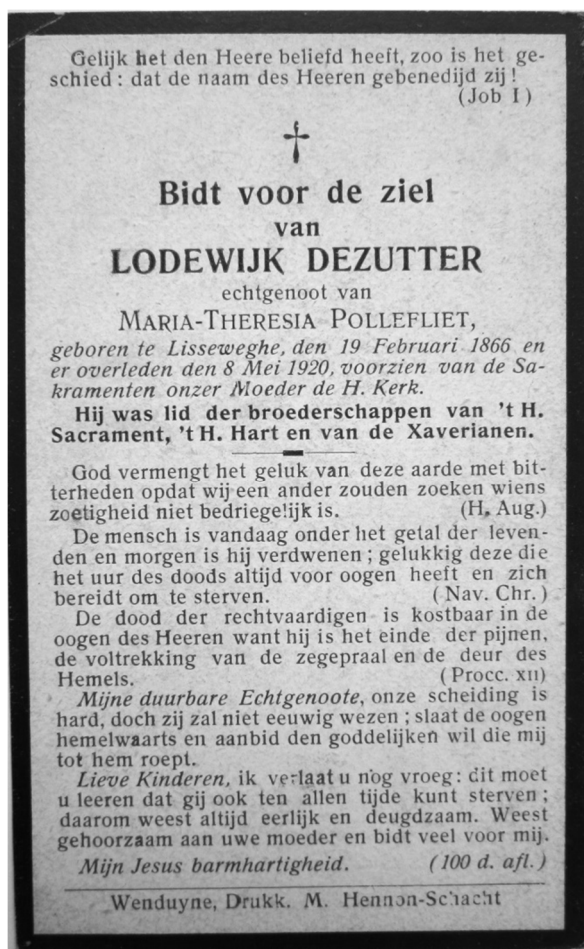 Gelijk het den Heere beliefd heeft, zoo is het ge-
schied : dat de naam des Heeren gebenedijd zij !
(Job I)
Bidt voor de ziel
van
LODEWIJK DEZUTTER
echtgenoot van
MARIA-THERESIA POLLEFLIET,
geboren te Lisseweghe, den 19 Februari 1866 en
er overleden den 8 Mei 1920, voorzien van de Sa-
kramenten onzer Moeder de H. Kerk.
Hij was lid der broederschappen van 't H.
Sacrament, 't H. Hart en van de Xaverianen.
God vermengt het geluk van deze aarde met bit-
terheden opdat wij een ander zouden zoeken wiens
zoetigheid niet bedriegelijk is. (H. Aug.)
De mensch is vandaag onder het getal der leven-
den en morgen is hij verdwenen ; gelukkig deze die
het uur des doods altijd voor oogen heeft en zich
bereidt om te sterven. ( Nav. Chr. )
De dood der rechtvaardigen is kostbaar in de
oogen des Heeren want hij is het einde der pijnen,
de voltrekking van de zegepraal en de deur des
Hemels. ( Procc. XII)
Mijne duurbare Echtgenoote, onze scheiding is
hard, doch zij zal niet eeuwig wezen ; slaat de oogen
hemelwaarts en aanbid den goddelijken wil die mij
tot hem roept.
Lieve Kinderen, ik verlaat u nog vroeg : dit moet
u leeren dat gij ook ten allen tijde kunt sterven ;
daarom weest altijd eerlijk en deugdzaam. Weest
gehoorzaam aan uwe moeder en bidt veel voor mij.
Mijn Jesus barmhartigheid. (100 d. afl.)
Wenduyne, Drukk. M. Hennon-Schacht